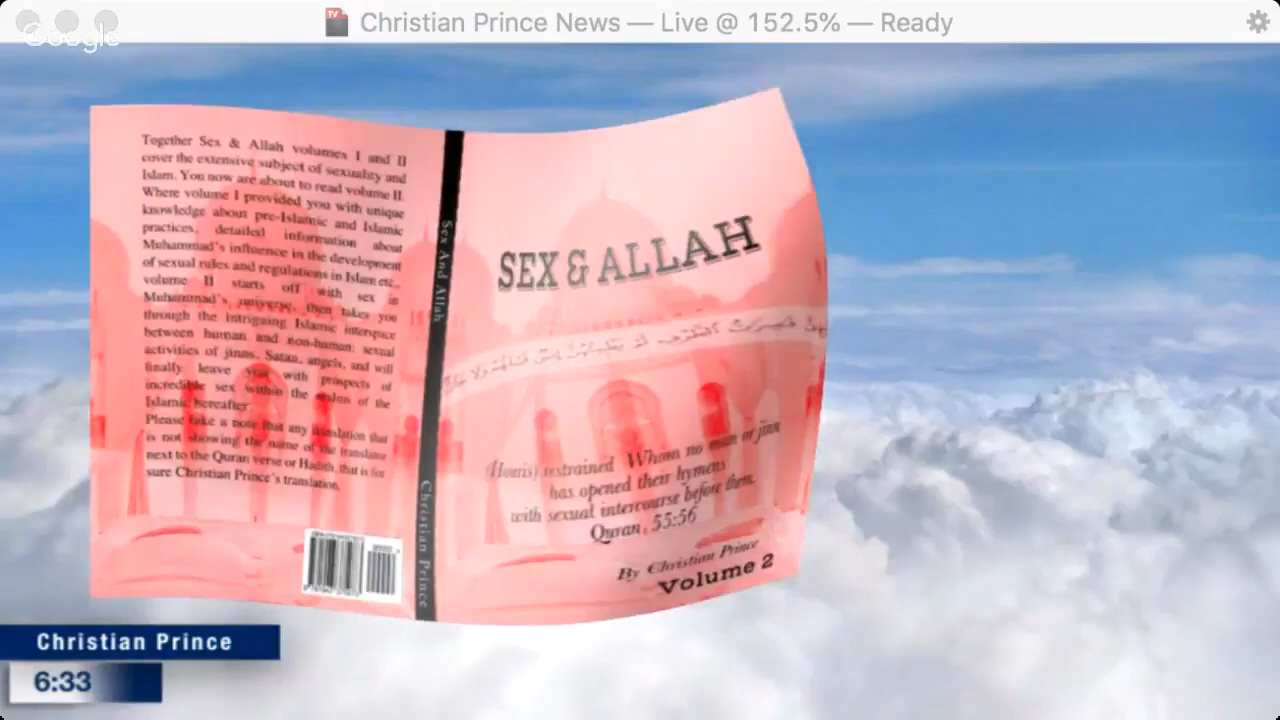 Christian Prince News — Live @ 152.5% — Ready
Google
Together Sex & Allah volumes I and II
cover the extensive subject of sexuality and
Islam. You now are about to read volume II.
Where volume I provided you with unique
knowledge about pre-Islamic and Islamic
practices, detailed information about
Muhammad's influence in the development
of sexual rules and regulations in Islam etc.,
volume II starts off with sex in
Muhammad's universe, then takes you
through the intriguing Islamic interspace
between human and non-human: sexual
activities of jinns, Satan, angels, and will
finally leave you with prospects of
incredible sex within the realms of the
Islamic hereafter.
Please take a note that any translation that
is not showing the name of the translator
next to the Quran verse or Hadith, that is for
sure Christian Prince's translation.
Sex And Allah
Christian Prince
SEX & ALLAH
(Houris) restrained Whom no man or jinn
has opened their hymens
with sexual intercourse before them.
Quran, 55:56
By Christian Prince
Volume 2
Christian Prince
6:33